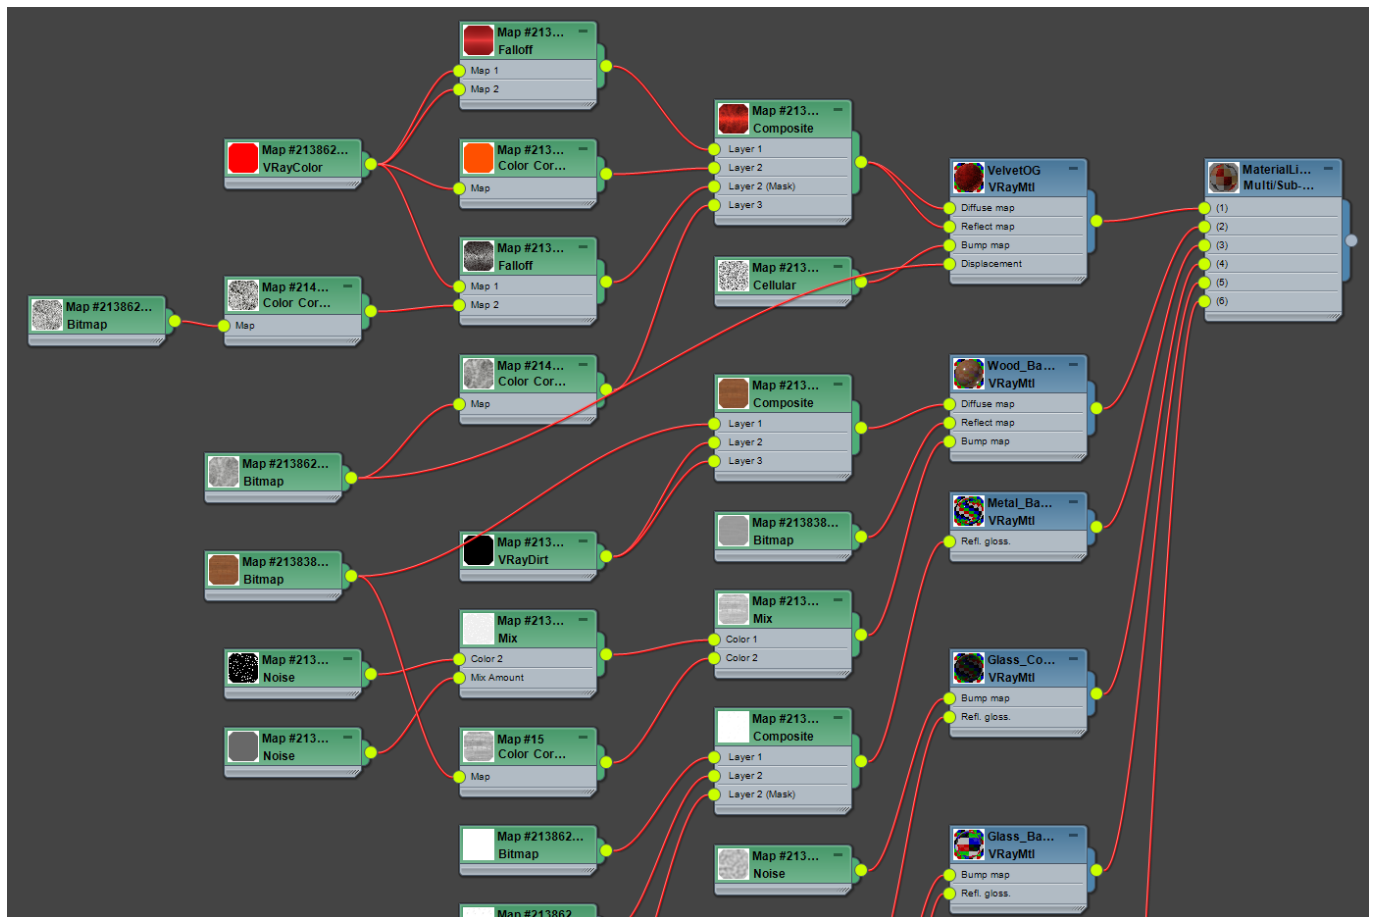 Map #213...
Falloff
Map 1
Map 2
Map #213862...
VRayColor
Map #213...
Color Cor...
Map
Map #213...
Falloff
Map 1
Map 2
Map #213862...
Bitmap
Map #214...
Color Cor...
Map
Map #214...
Color Cor...
Map
Map #213862...
Bitmap
Map #213838...
Bitmap
Map #213...
VRayDirt
Map #213...
Noise
Map #213...
Noise
Map #213...
Mix
Color 2
Mix Amount
Map #15
Color Cor...
Map
Map #213862...
Bitmap
Map #213862
Map #213...
Composite
Layer 1
Layer 2
Layer 2 (Mask)
Layer 3
Map #213...
Cellular
Map #213...
Composite
Layer 1
Layer 2
Layer 3
Map #213838...
Bitmap
Map #213...
Mix
Color 1
Color 2
Map #213...
Composite
Layer 1
Layer 2
Layer 2 (Mask)
Map #213...
Noise
VelvetOG
VRayMtl
Diffuse map
Reflect map
Bump map
Displacement
Wood_Ba...
VRayMtl
Diffuse map
Reflect map
Bump map
Metal_Ba...
VRayMtl
Refl. gloss.
Glass_Co...
VRayMtl
Bump map
Refl. gloss.
Glass_Ba...
VRayMtl
Bump map
Refl. gloss.
MaterialLi...
Multi/Sub-...
(1)
(2)
(3)
(4)
(5)
(6)